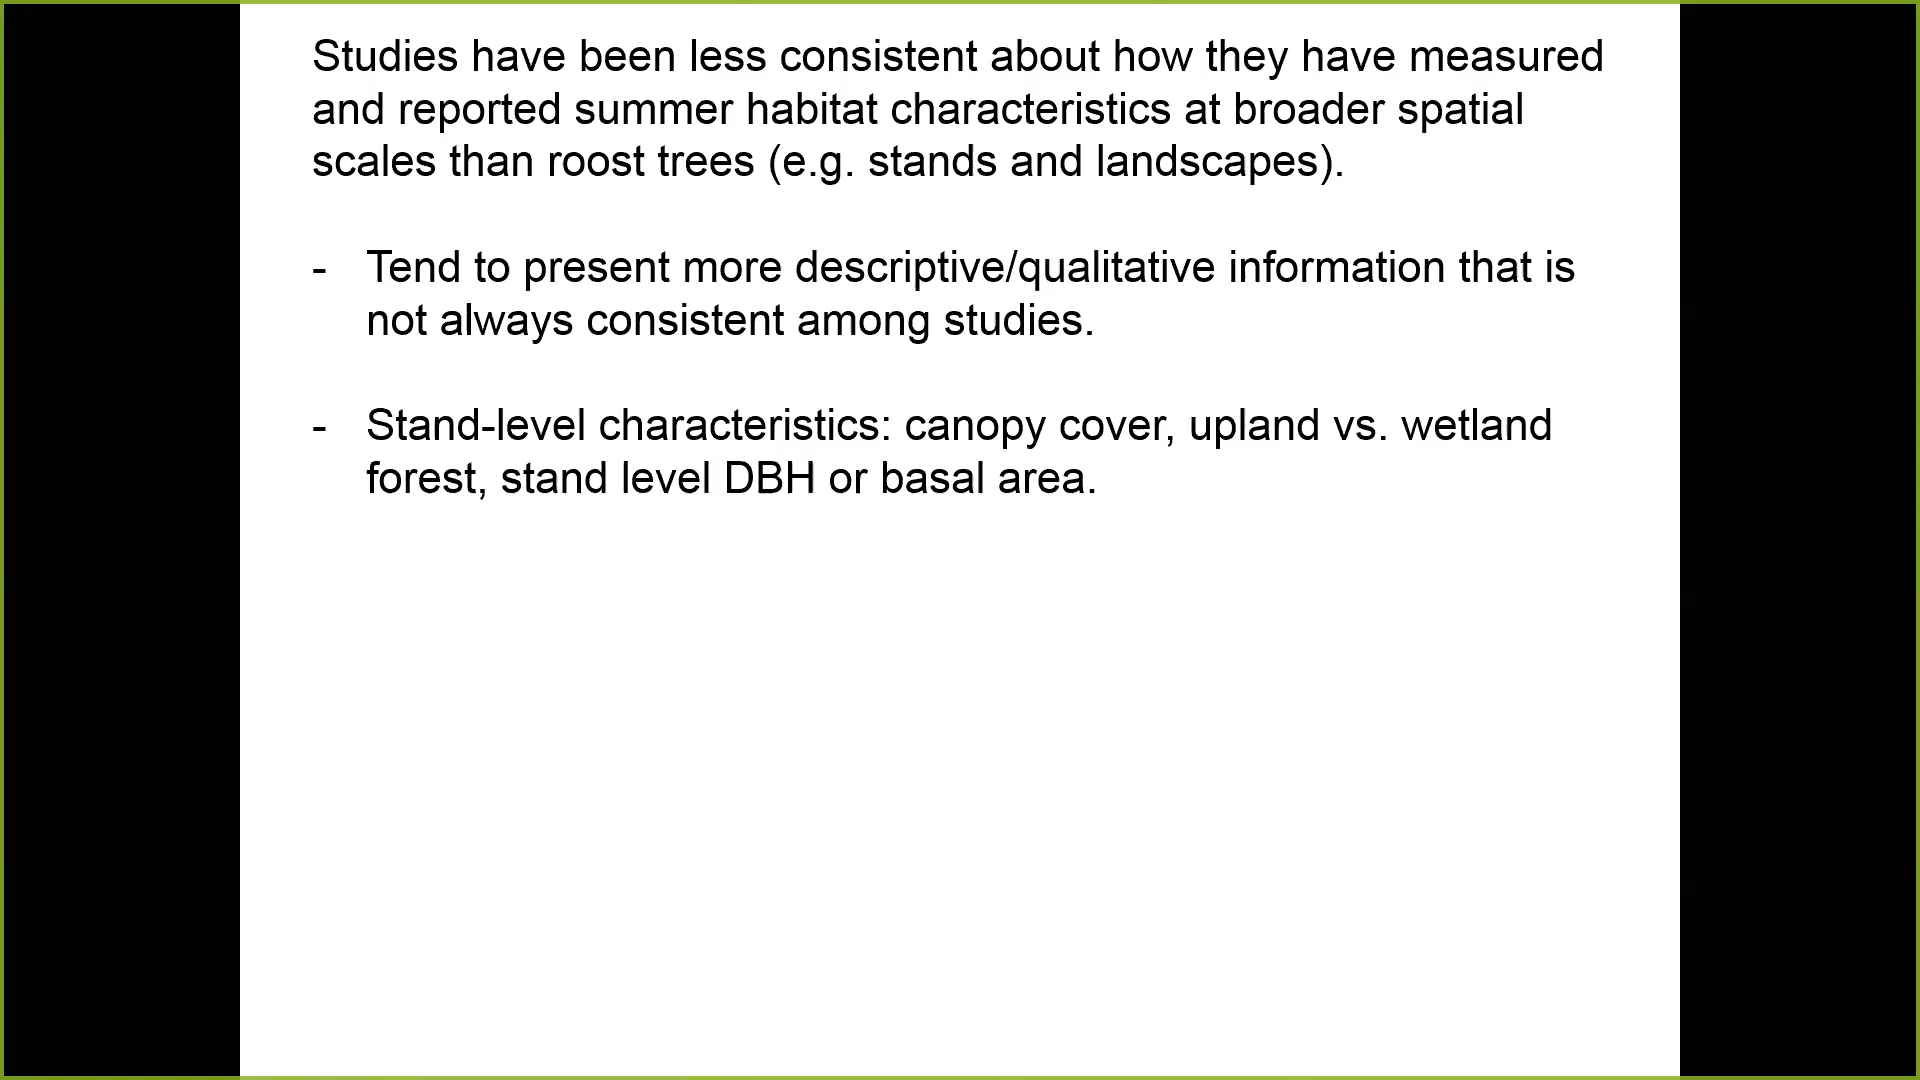 Studies have been less consistent about how they have measured
and reported summer habitat characteristics at broader spatial
scales than roost trees (e.g. stands and landscapes).
- Tend to present more descriptive/qualitative information that is
not always consistent among studies.
- Stand-level characteristics: canopy cover, upland vs. wetland
forest, stand level DBH or basal area.